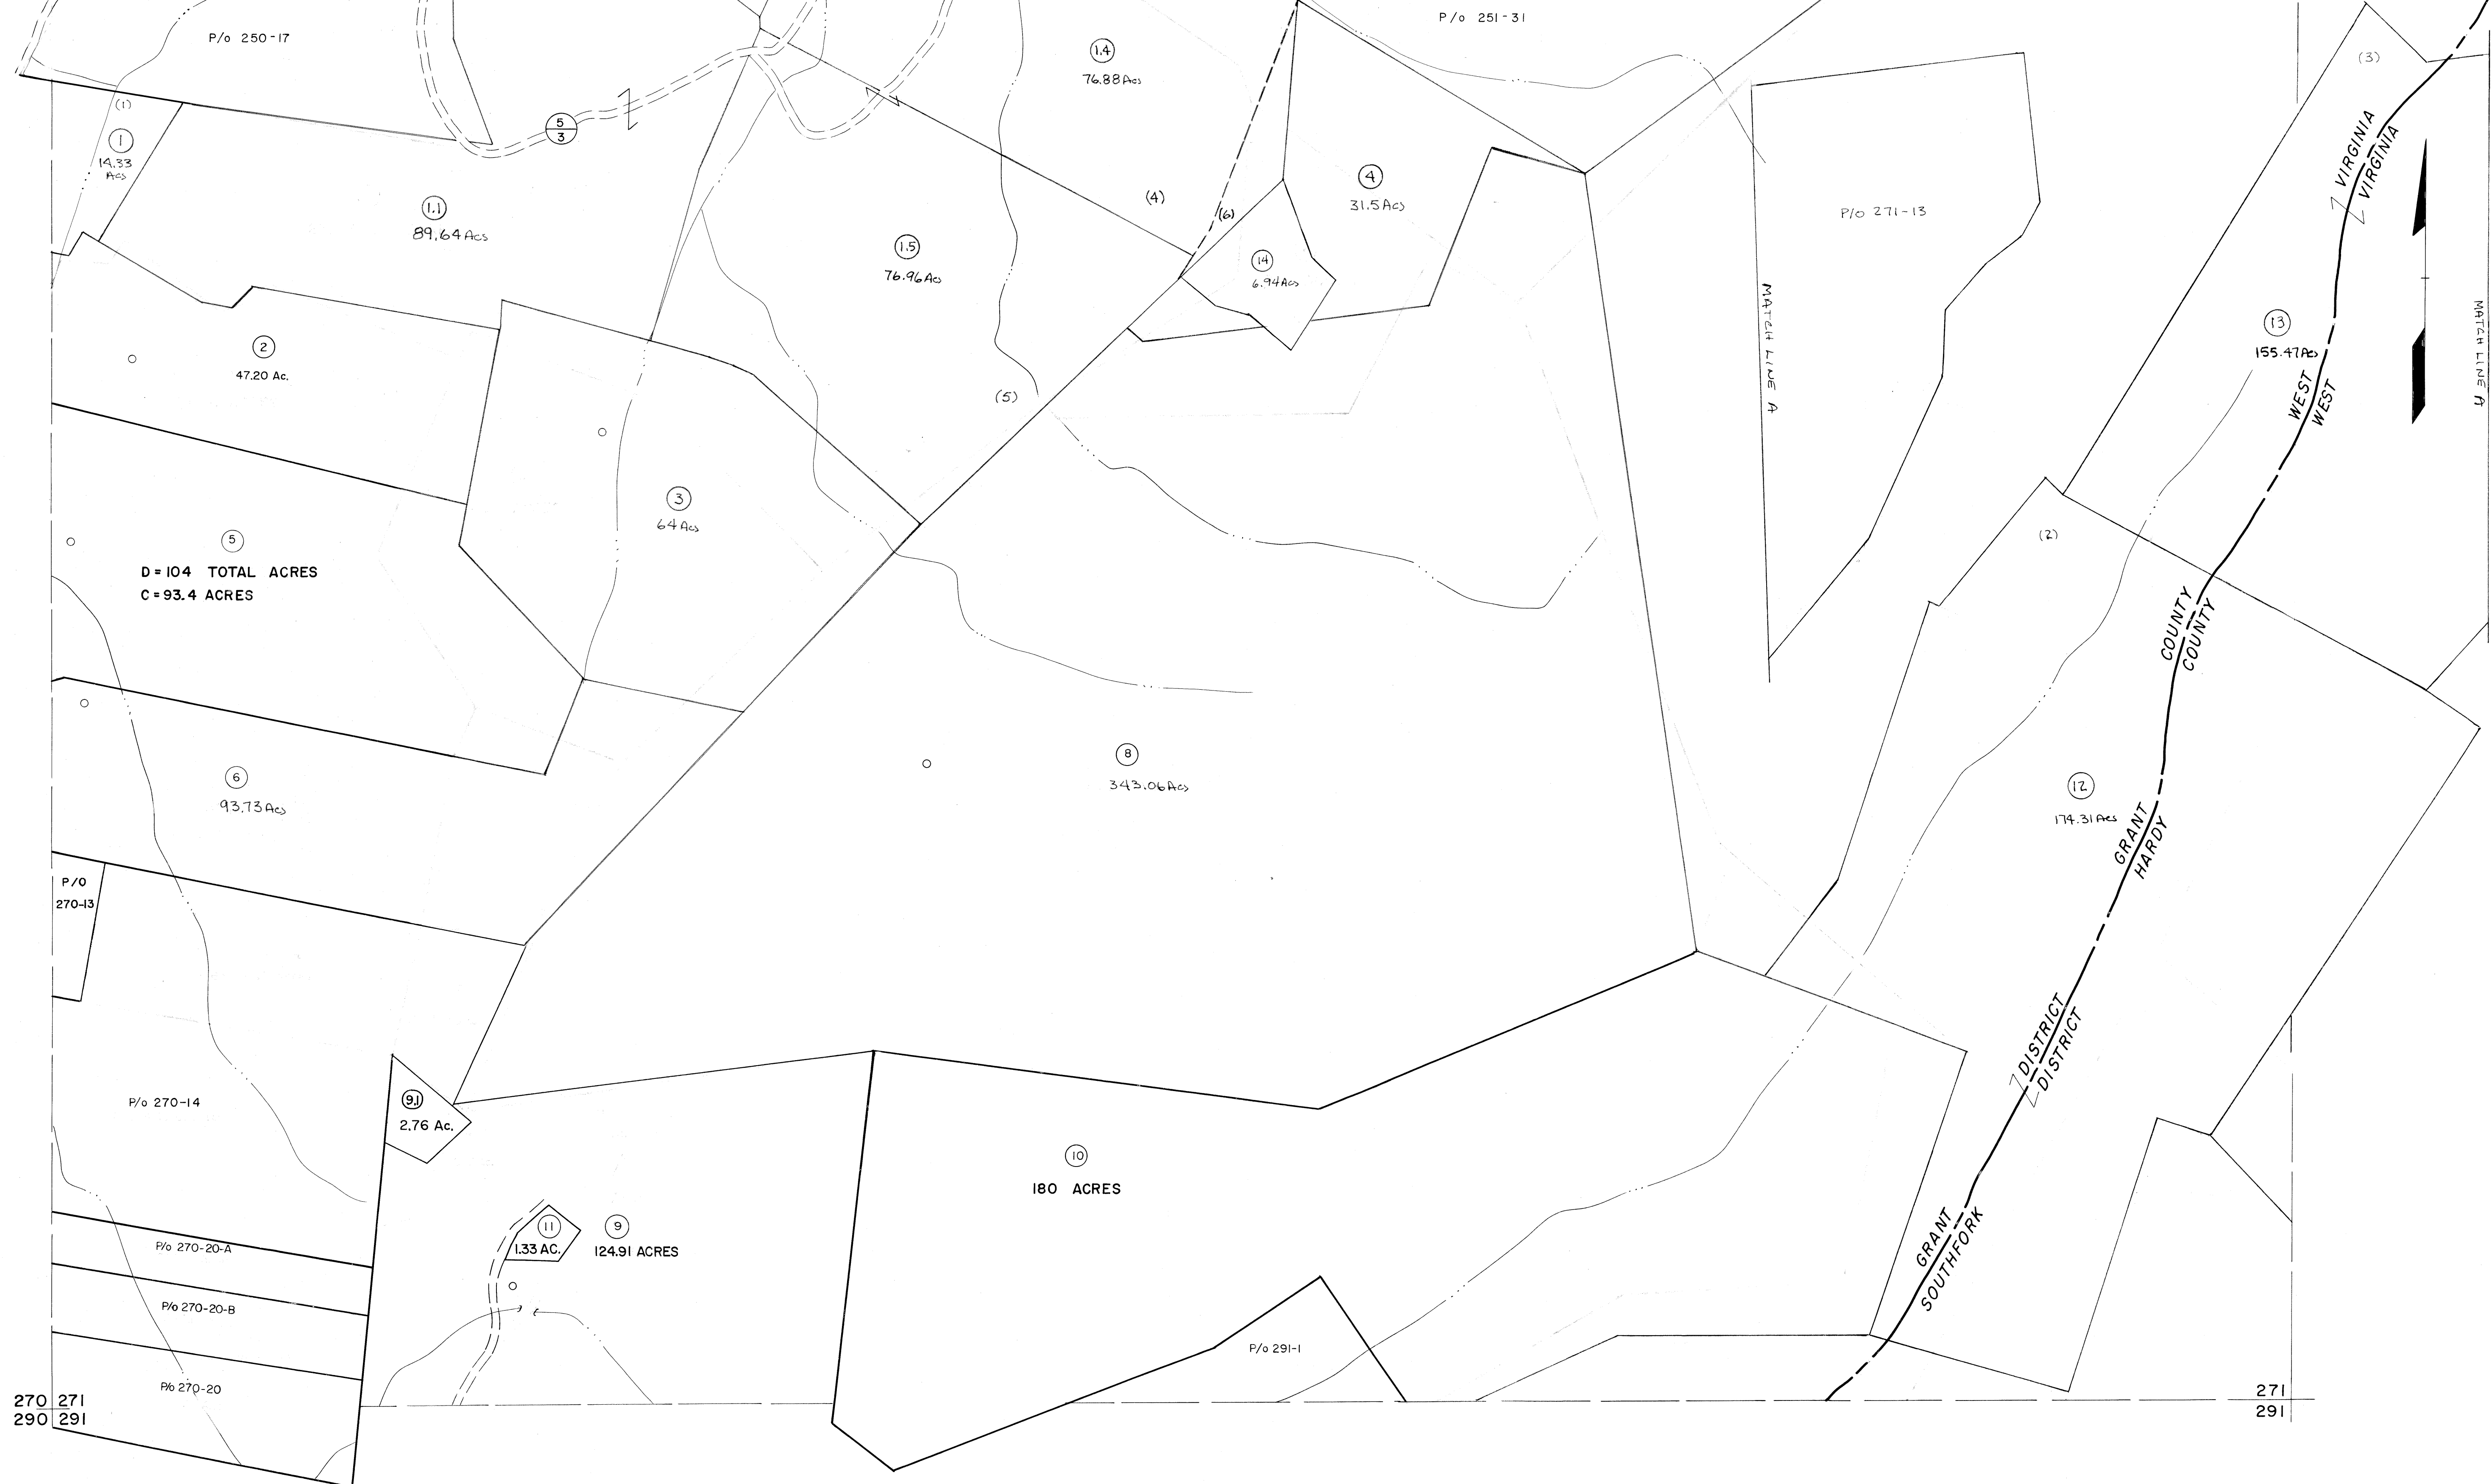 P/o 250-17
P/o 251-31
(1)
1
14.33
Acs
5
3
1.4
76.88 Acs
(4)
(6)
4
31.5 Acs
14
6.94 Acs
1.1
89.64 Acs
1.5
76.96 Acs
(5)
P/O 271-13
MATCH LINE A
(3)
VIRGINIA
VIRGINIA
13
155.47 Acs
WEST
WEST
MATCH LINE A
2
47.20 Ac.
3
64 Acs
5
D = 104 TOTAL ACRES
C = 93.4 ACRES
(2)
COUNTY
COUNTY
6
93.73 Acs
8
343.06 Acs
12
174.31 Acs
GRANT
HARDY
P/O
270-13
P/o 270-14
9.1
2.76 Ac.
DISTRICT
DISTRICT
10
180 ACRES
11
1.33 AC.
9
124.91 ACRES
GRANT
SOUTHFORK
P/o 270-20-A
P/o 270-20-B
P/o 270-20
P/o 291-1
270 271
290 291
271
291